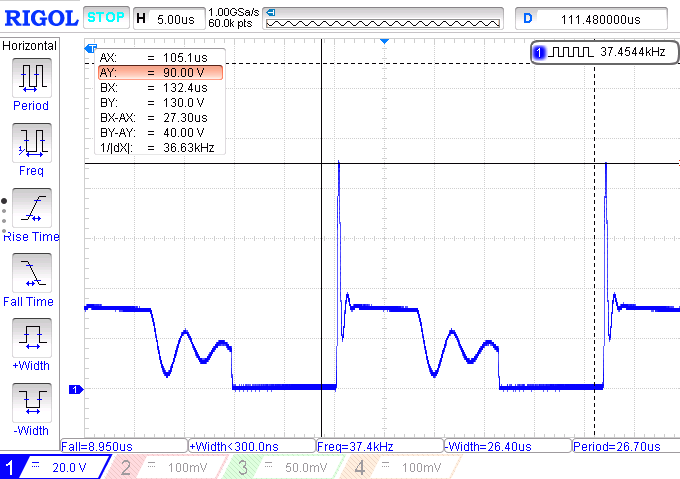 RIGOL STOP H 5.00us 1.00GSa/s 60.0k pts D 111.480000us
Horizontal
1 37.4544kHz
T
AX: = 105.1us
AY: = 90.00 V
BX: = 132.4us
BY: = 130.0 V
BX-AX: = 27.30us
BY-AY: = 40.00 V
1/|dX|: = 36.63kHz
Period
Freq
Rise Time
Fall Time
+Width
-Width
1
Fall=8.950us +Width<300.0ns Freq=37.4kHz -Width=26.40us Period=26.70us
1 20.0 V 2 100mV 3 50.0mV 4 100mV